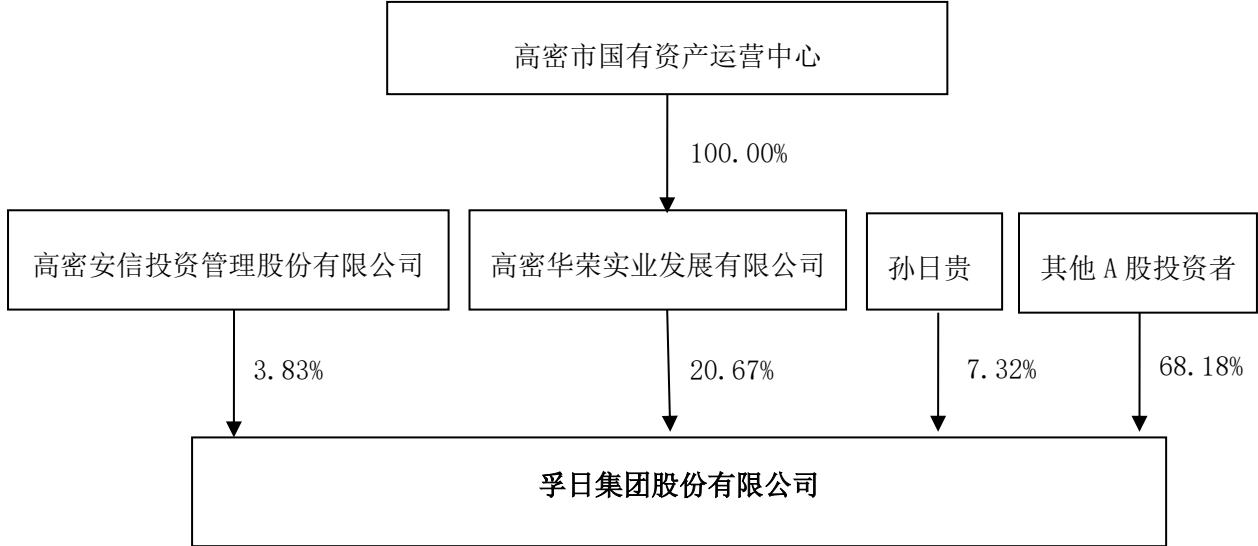 高密市国有资产运营中心
100.00%
高密安信投资管理股份有限公司
高密华荣实业发展有限公司
孙日贵
其他 A 股投资者
3.83%
20.67%
7.32%
68.18%
孚日集团股份有限公司